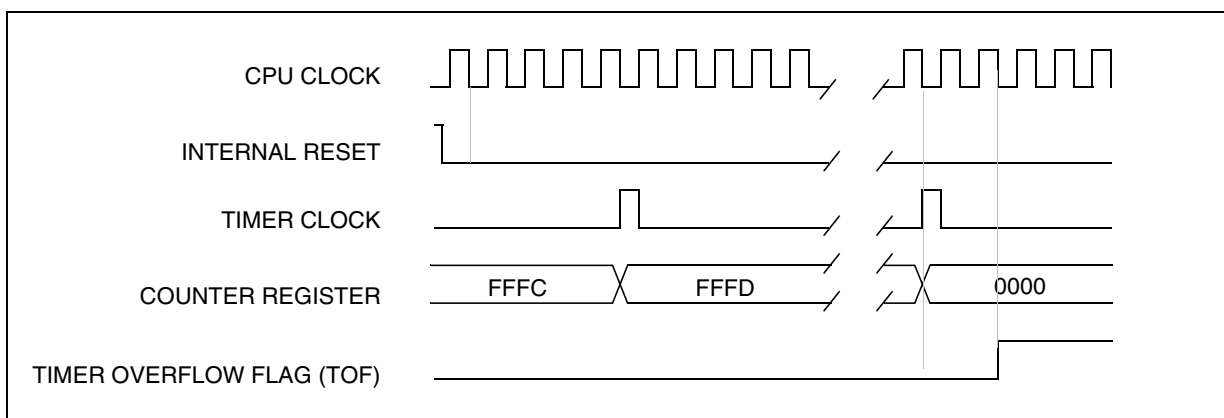 CPU CLOCK
INTERNAL RESET
TIMER CLOCK
COUNTER REGISTER FFFC FFFD 0000
TIMER OVERFLOW FLAG (TOF)